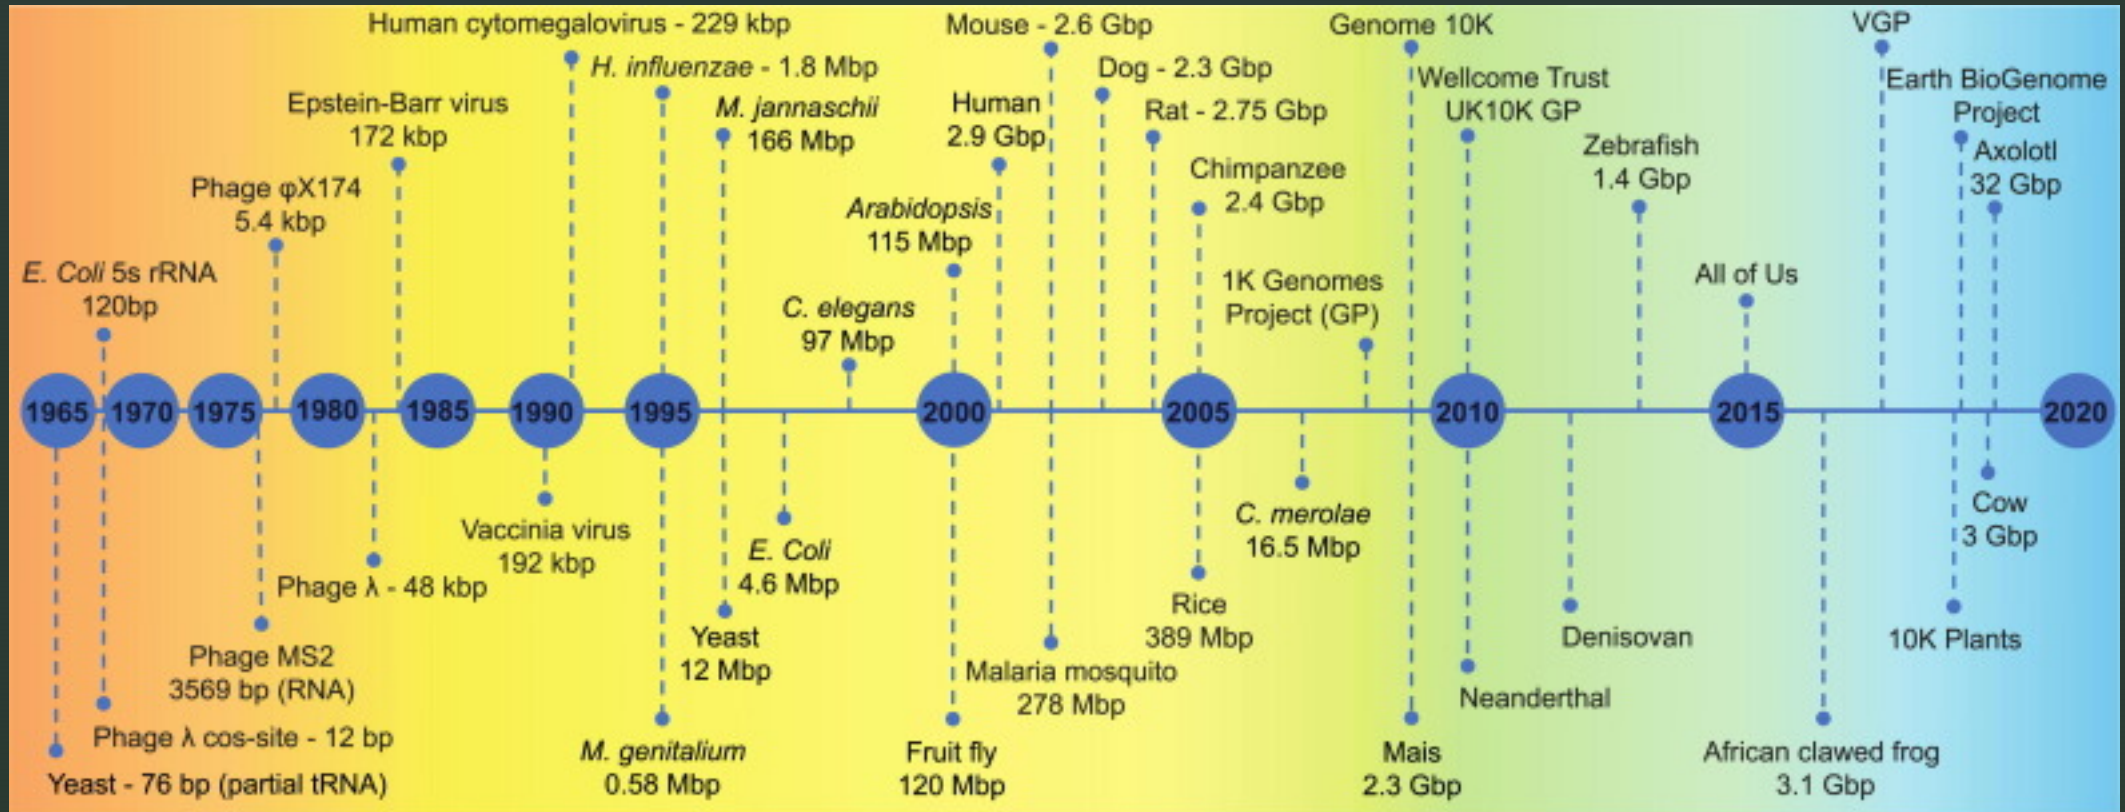 Human cytomegalovirus - 229 kbp
Mouse - 2.6 Gbp
Genome 10K
VGP
H. influenzae - 1.8 Mbp
Dog - 2.3 Gbp
Wellcome Trust
UK10K GP
Earth BioGenome
Project
Epstein-Barr virus
172 kbp
M. jannaschii
166 Mbp
Human
2.9 Gbp
Rat - 2.75 Gbp
Zebrafish
1.4 Gbp
Axolotl
32 Gbp
Phage φX174
5.4 kbp
Arabidopsis
115 Mbp
Chimpanzee
2.4 Gbp
E. Coli 5s rRNA
120bp
C. elegans
97 Mbp
1K Genomes
Project (GP)
All of Us
1965 1970 1975 1980 1985 1990 1995 2000 2005 2010 2015 2020
Vaccinia virus
192 kbp
E. Coli
4.6 Mbp
C. merolae
16.5 Mbp
Cow
3 Gbp
Phage λ - 48 kbp
Yeast
12 Mbp
Rice
389 Mbp
Denisovan
10K Plants
Phage MS2
3569 bp (RNA)
Malaria mosquito
278 Mbp
Neanderthal
Phage λ cos-site - 12 bp
Yeast - 76 bp (partial tRNA)
M. genitalium
0.58 Mbp
Fruit fly
120 Mbp
Mais
2.3 Gbp
African clawed frog
3.1 Gbp